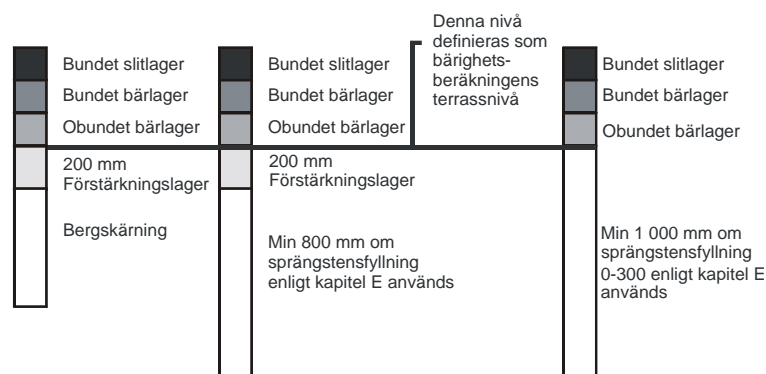 Denna nivå
definieras som
bärighets-
beräkningens
terrassnivå
Bundet slitlager
Bundet bärlager
Obundet bärlager
200 mm
Förstärkningslager
Bergskärning
Bundet slitlager
Bundet bärlager
Obundet bärlager
200 mm
Förstärkningslager
Min 800 mm om
sprängstensfyllning
enligt kapitel E används
Bundet slitlager
Bundet bärlager
Obundet bärlager
Min 1 000 mm om
sprängstensfyllning
0-300 enligt kapitel E
används